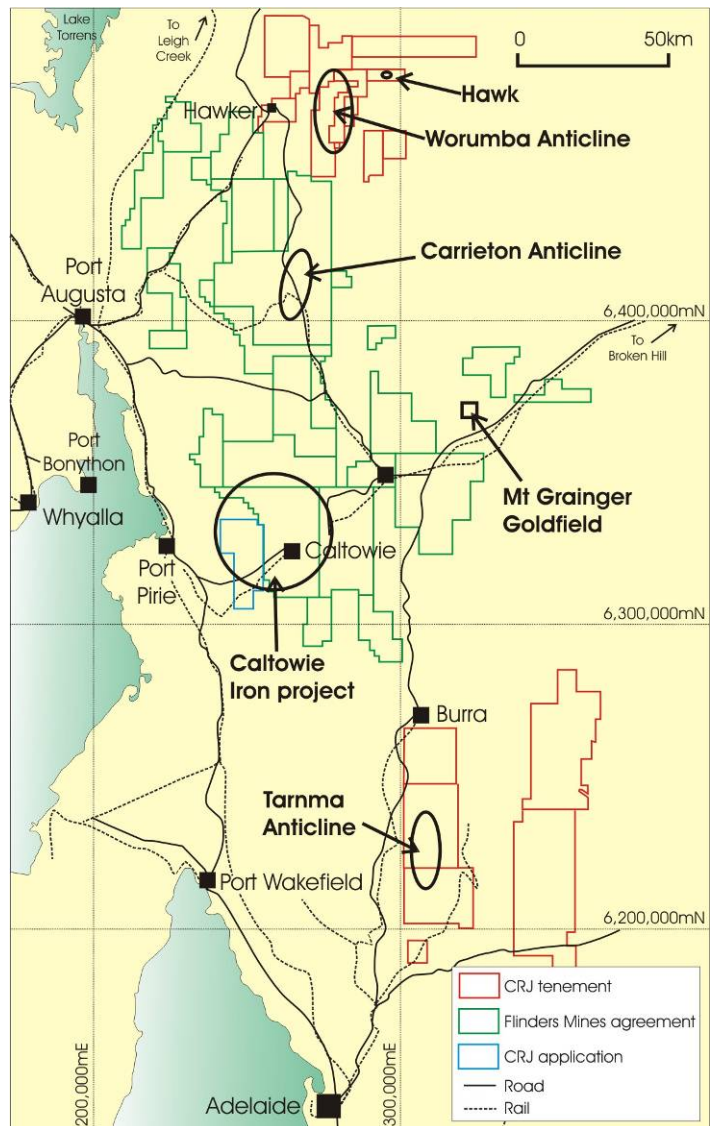 Lake
Torrens
To
Leigh
Creek
0
50km
Hawk
Hawker
Worumba Anticline
Carrieton Anticline
Port
Augusta
6,400,000mN
To
Broken Hill
Port
Bonython
Whyalla
Mt Grainger
Goldfield
Port
Pirie
Caltowie
6,300,000mN
Caltowie
Iron project
Burra
Tarnma
Anticline
Port Wakefield
6,200,000mN
CRJ tenement
Flinders Mines agreement
CRJ application
Road
Rail
200,000mE
300,000mE
Adelaide